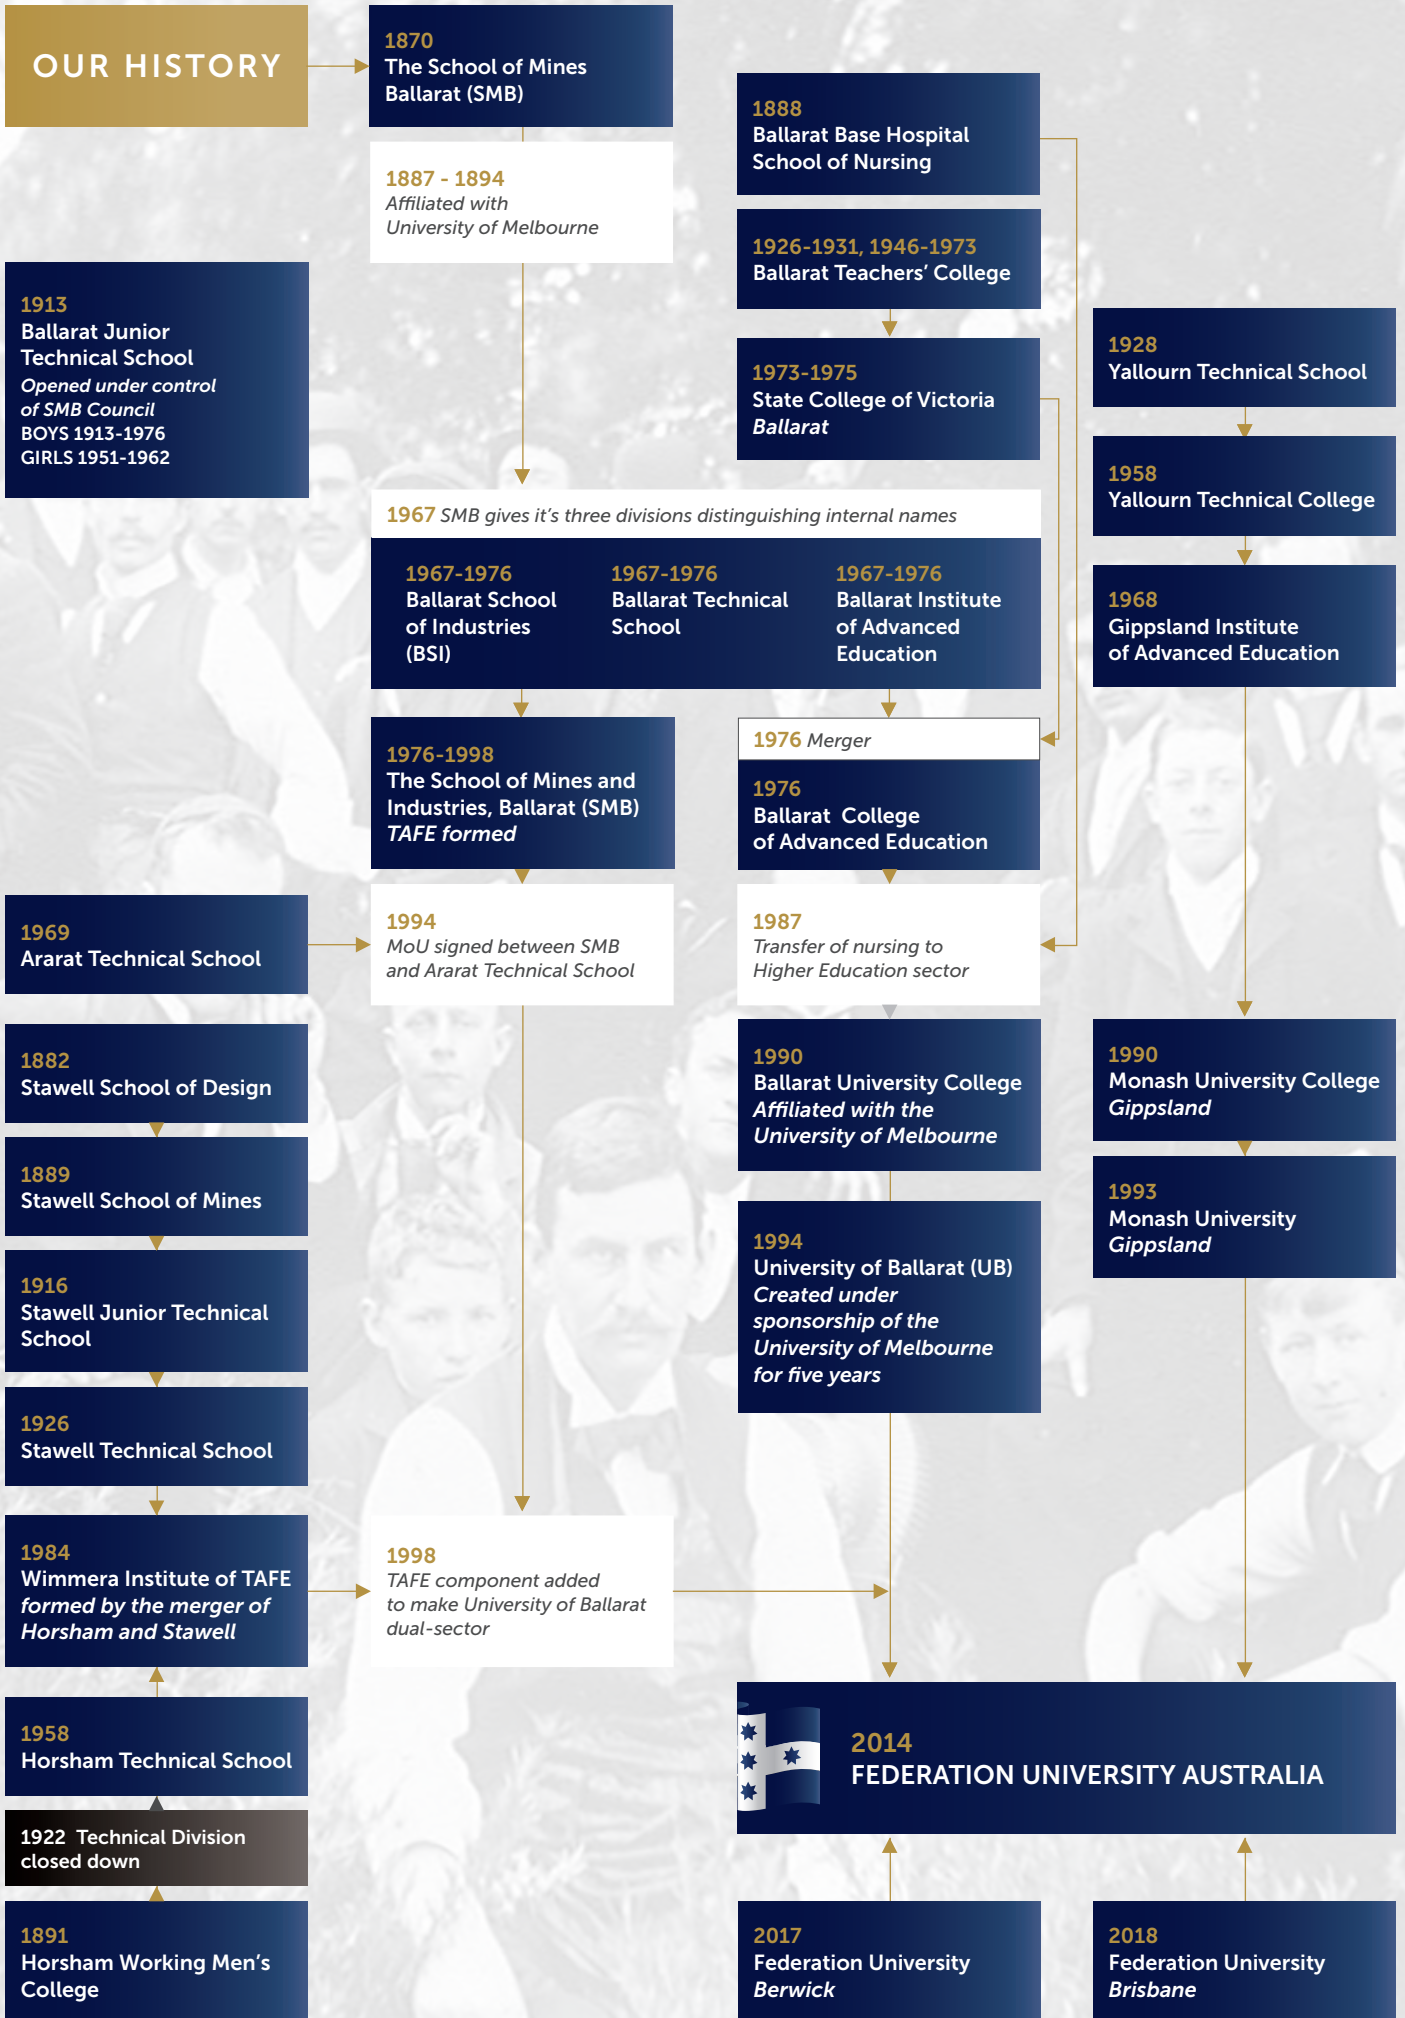 OUR HISTORY
1870
The School of Mines
Ballarat (SMB)
1887 - 1894
Affiliated with
University of Melbourne
1888
Ballarat Base Hospital
School of Nursing
1926-1931, 1946-1973
Ballarat Teachers’ College
1973-1975
State College of Victoria
Ballarat
1913
Ballarat Junior
Technical School
Opened under control
of SMB Council
BOYS 1913-1976
GIRLS 1951-1962
1928
Yallourn Technical School
1958
Yallourn Technical College
1968
Gippsland Institute
of Advanced Education
1967 SMB gives it’s three divisions distinguishing internal names
1967-1976
Ballarat School
of Industries
(BSI)
1967-1976
Ballarat Technical
School
1967-1976
Ballarat Institute
of Advanced
Education
1976-1998
The School of Mines and
Industries, Ballarat (SMB)
TAFE formed
1976 Merger
1976
Ballarat College
of Advanced Education
1969
Ararat Technical School
1994
MoU signed between SMB
and Ararat Technical School
1987
Transfer of nursing to
Higher Education sector
1882
Stawell School of Design
1889
Stawell School of Mines
1916
Stawell Junior Technical
School
1926
Stawell Technical School
1990
Ballarat University College
Affiliated with the
University of Melbourne
1994
University of Ballarat (UB)
Created under
sponsorship of the
University of Melbourne
for five years
1990
Monash University College
Gippsland
1993
Monash University
Gippsland
1984
Wimmera Institute of TAFE
formed by the merger of
Horsham and Stawell
1998
TAFE component added
to make University of Ballarat
dual-sector
1958
Horsham Technical School
1922 Technical Division
closed down
1891
Horsham Working Men’s
College
2014
FEDERATION UNIVERSITY AUSTRALIA
2017
Federation University
Berwick
2018
Federation University
Brisbane